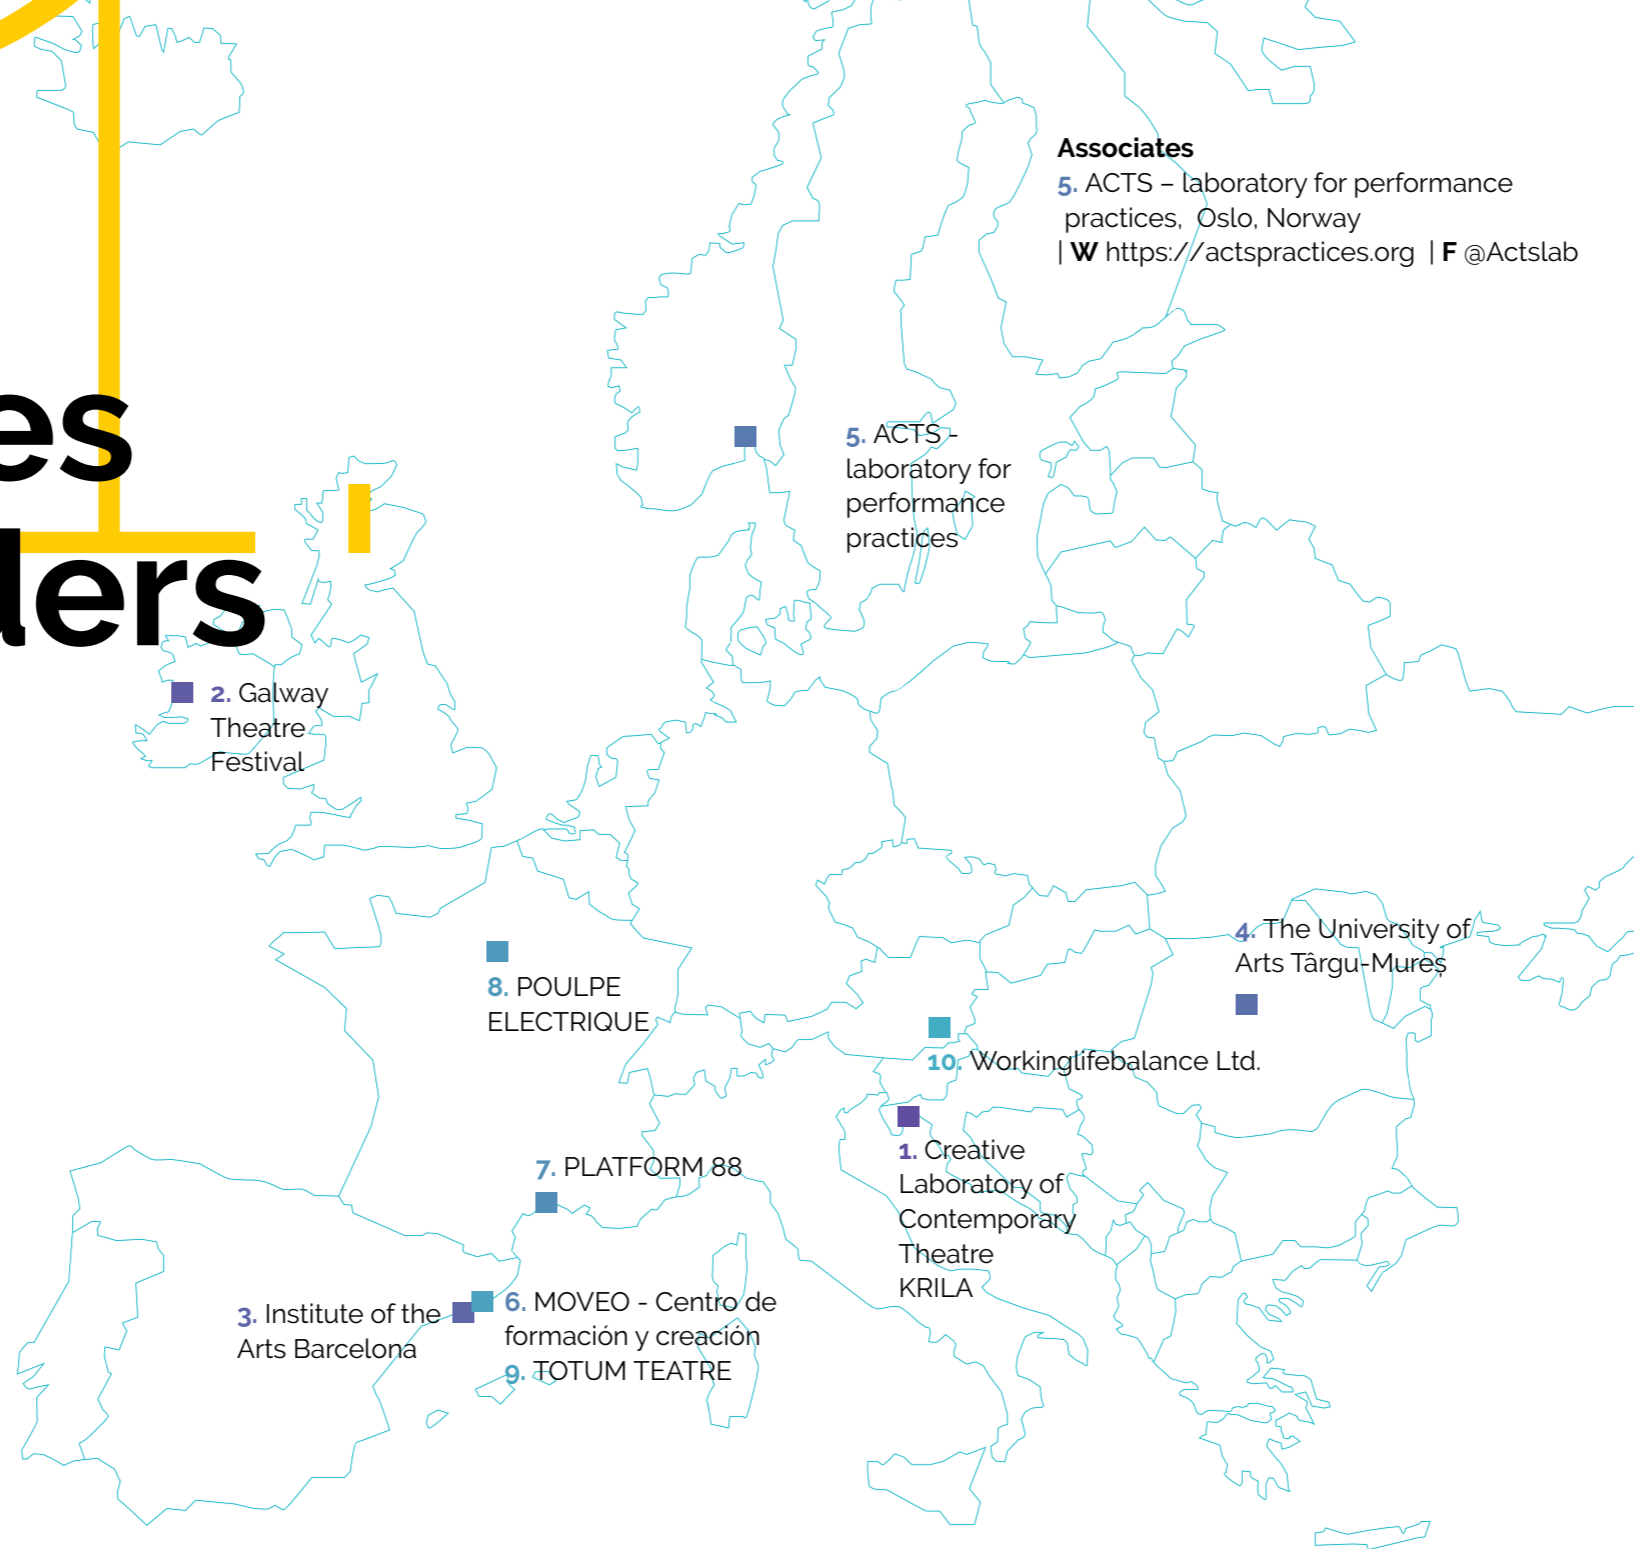 es
ders
Associates
5. ACTS – laboratory for performance
practices, Oslo, Norway
| W https://actspractices.org | F @Actslab
5. ACTS -
laboratory for
performance
practices
2. Galway
Theatre
Festival
8. POULPE
ELECTRIQUE
4. The University of
Arts Târgu-Mureș
10. Workinglifebalance Ltd.
1. Creative
Laboratory of
Contemporary
Theatre
KRILA
7. PLATFORM 88
3. Institute of the
Arts Barcelona
6. MOVEO - Centro de
formación y creación
9. TOTUM TEATRE